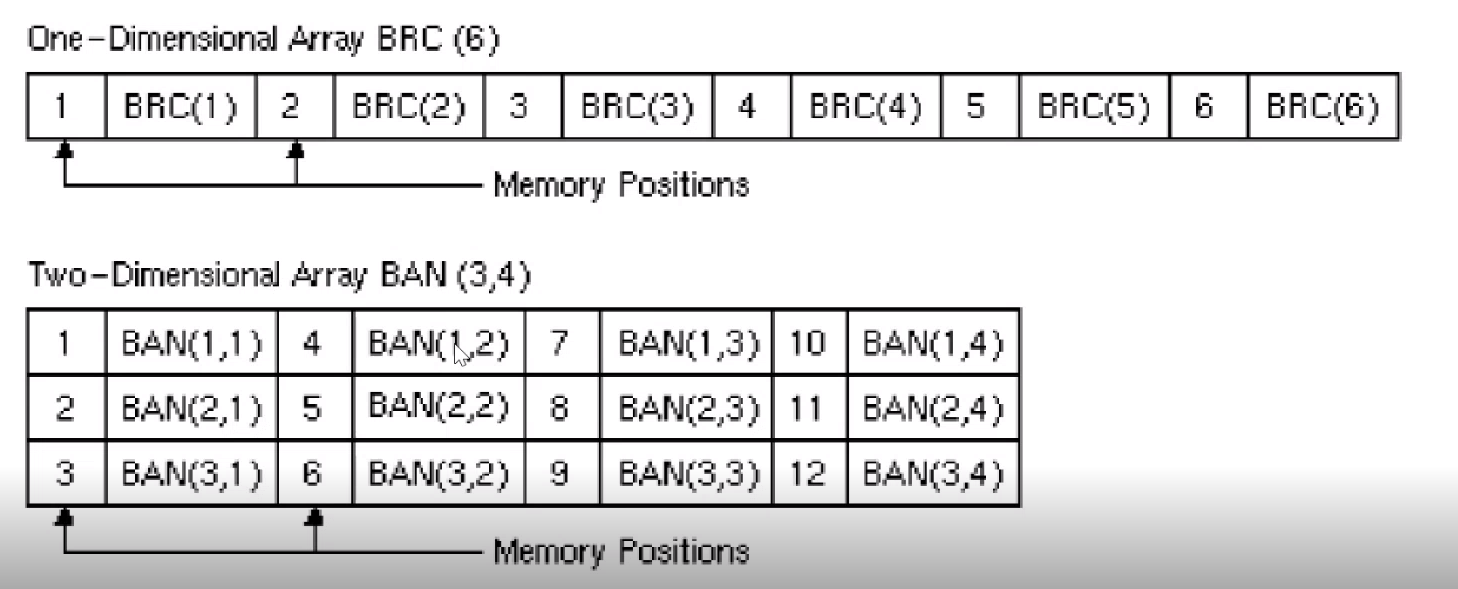 One-Dimensional Array BRC (6)
1 BRC(1) 2 BRC(2) 3 BRC(3) 4 BRC(4) 5 BRC(5) 6 BRC(6)
Memory Positions
Two-Dimensional Array BAN (3,4)
1 BAN(1,1) 4 BAN(1,2) 7 BAN(1,3) 10 BAN(1,4)
2 BAN(2,1) 5 BAN(2,2) 8 BAN(2,3) 11 BAN(2,4)
3 BAN(3,1) 6 BAN(3,2) 9 BAN(3,3) 12 BAN(3,4)
Memory Positions